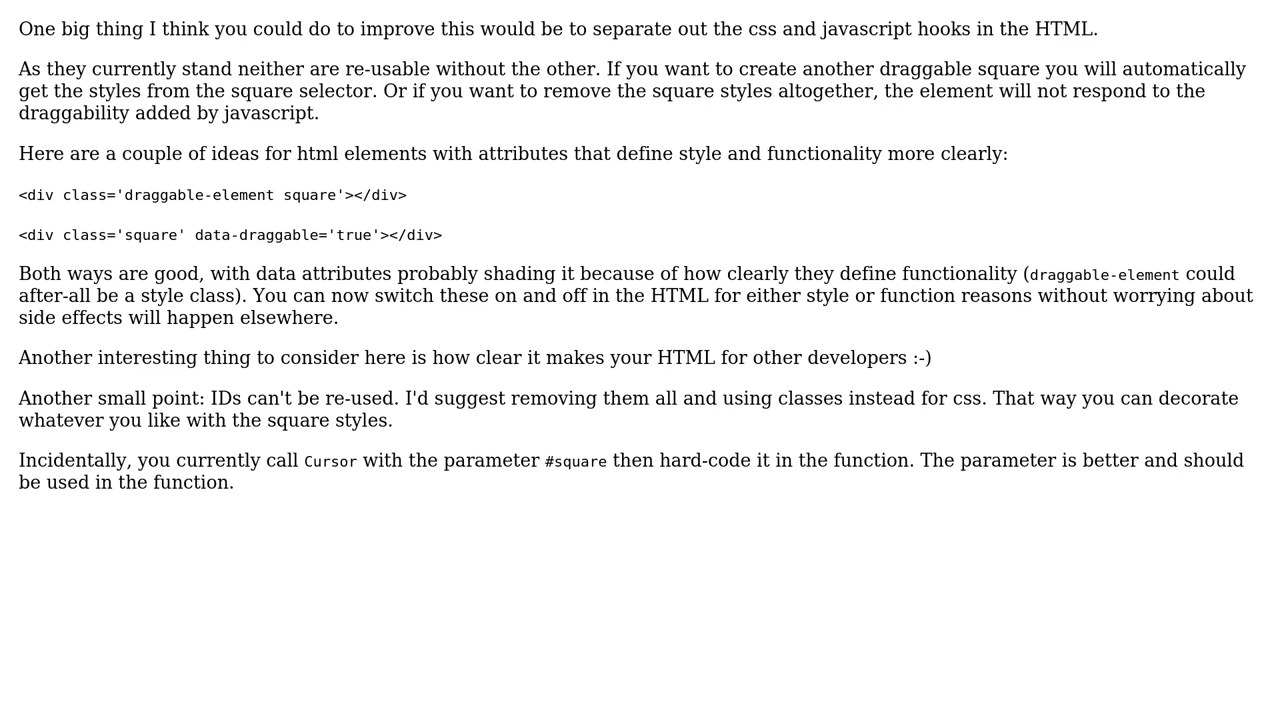 One big thing I think you could do to improve this would be to separate out the css and javascript hooks in the HTML.
As they currently stand neither are re-usable without the other. If you want to create another draggable square you will automatically
get the styles from the square selector. Or if you want to remove the square styles altogether, the element will not respond to the
draggability added by javascript.
Here are a couple of ideas for html elements with attributes that define style and functionality more clearly:
<div class='draggable-element square'></div>
<div class='square' data-draggable='true'></div>
Both ways are good, with data attributes probably shading it because of how clearly they define functionality (draggable-element could
after-all be a style class). You can now switch these on and off in the HTML for either style or function reasons without worrying about
side effects will happen elsewhere.
Another interesting thing to consider here is how clear it makes your HTML for other developers :-)
Another small point: IDs can't be re-used. I'd suggest removing them all and using classes instead for css. That way you can decorate
whatever you like with the square styles.
Incidentally, you currently call Cursor with the parameter #square then hard-code it in the function. The parameter is better and should
be used in the function.